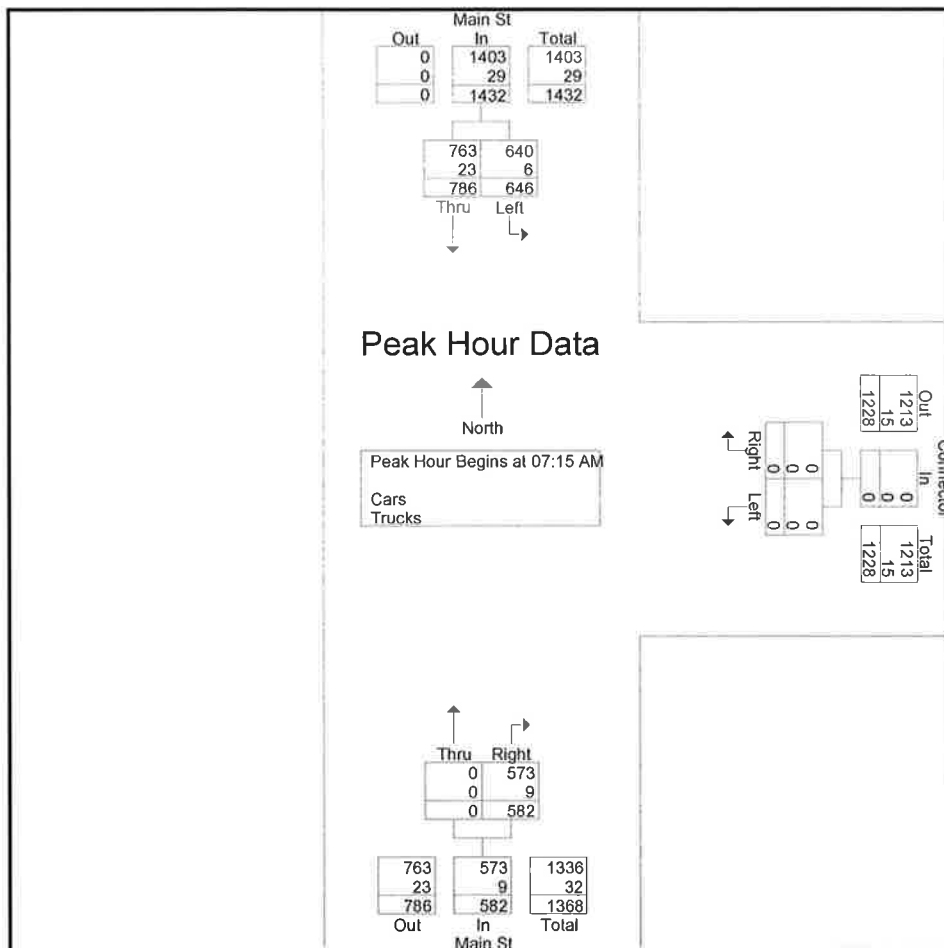 Main St
Out In Total
0 1403 1403
0 29 29
0 1432 1432
763 640
23 6
786 646
Thru Left
Peak Hour Data
North
Peak Hour Begins at 07:15 AM
Cars
Trucks
Connector
Out In Total
1213 0 1213
15 0 15
1228 0 1228
0 0
0 0
0 0
Right Left
Thru Right
0 573
0 9
0 582
763 573 1336
23 9 32
786 582 1368
Out In Total
Main St